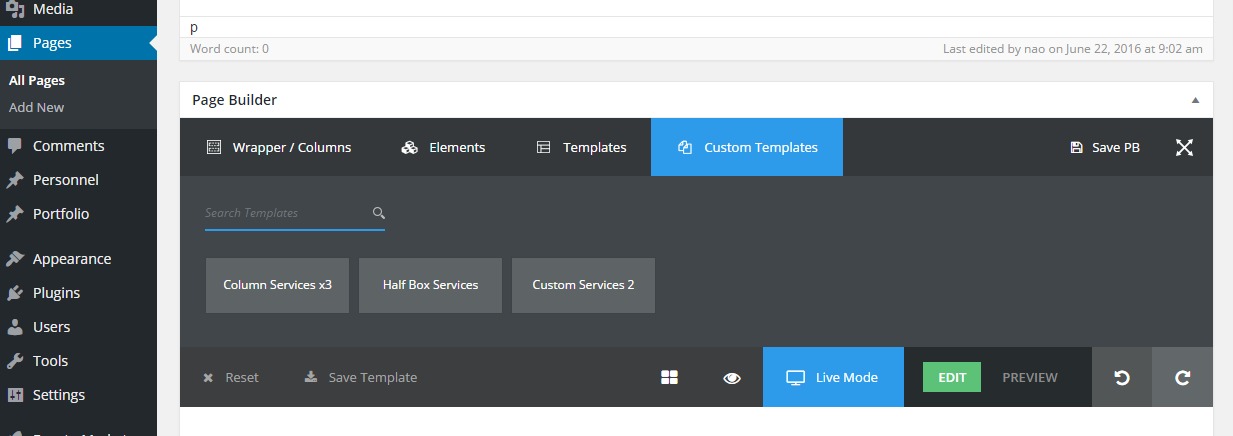 Media
Pages
All Pages
Add New
Comments
Personnel
Portfolio
Appearance
Plugins
Users
Tools
Settings
p
Word count: 0 Last edited by nao on June 22, 2016 at 9:02 am
Page Builder
Wrapper / Columns Elements Templates Custom Templates Save PB
Search Templates
Column Services x3 Half Box Services Custom Services 2
Reset Save Template Live Mode EDIT PREVIEW